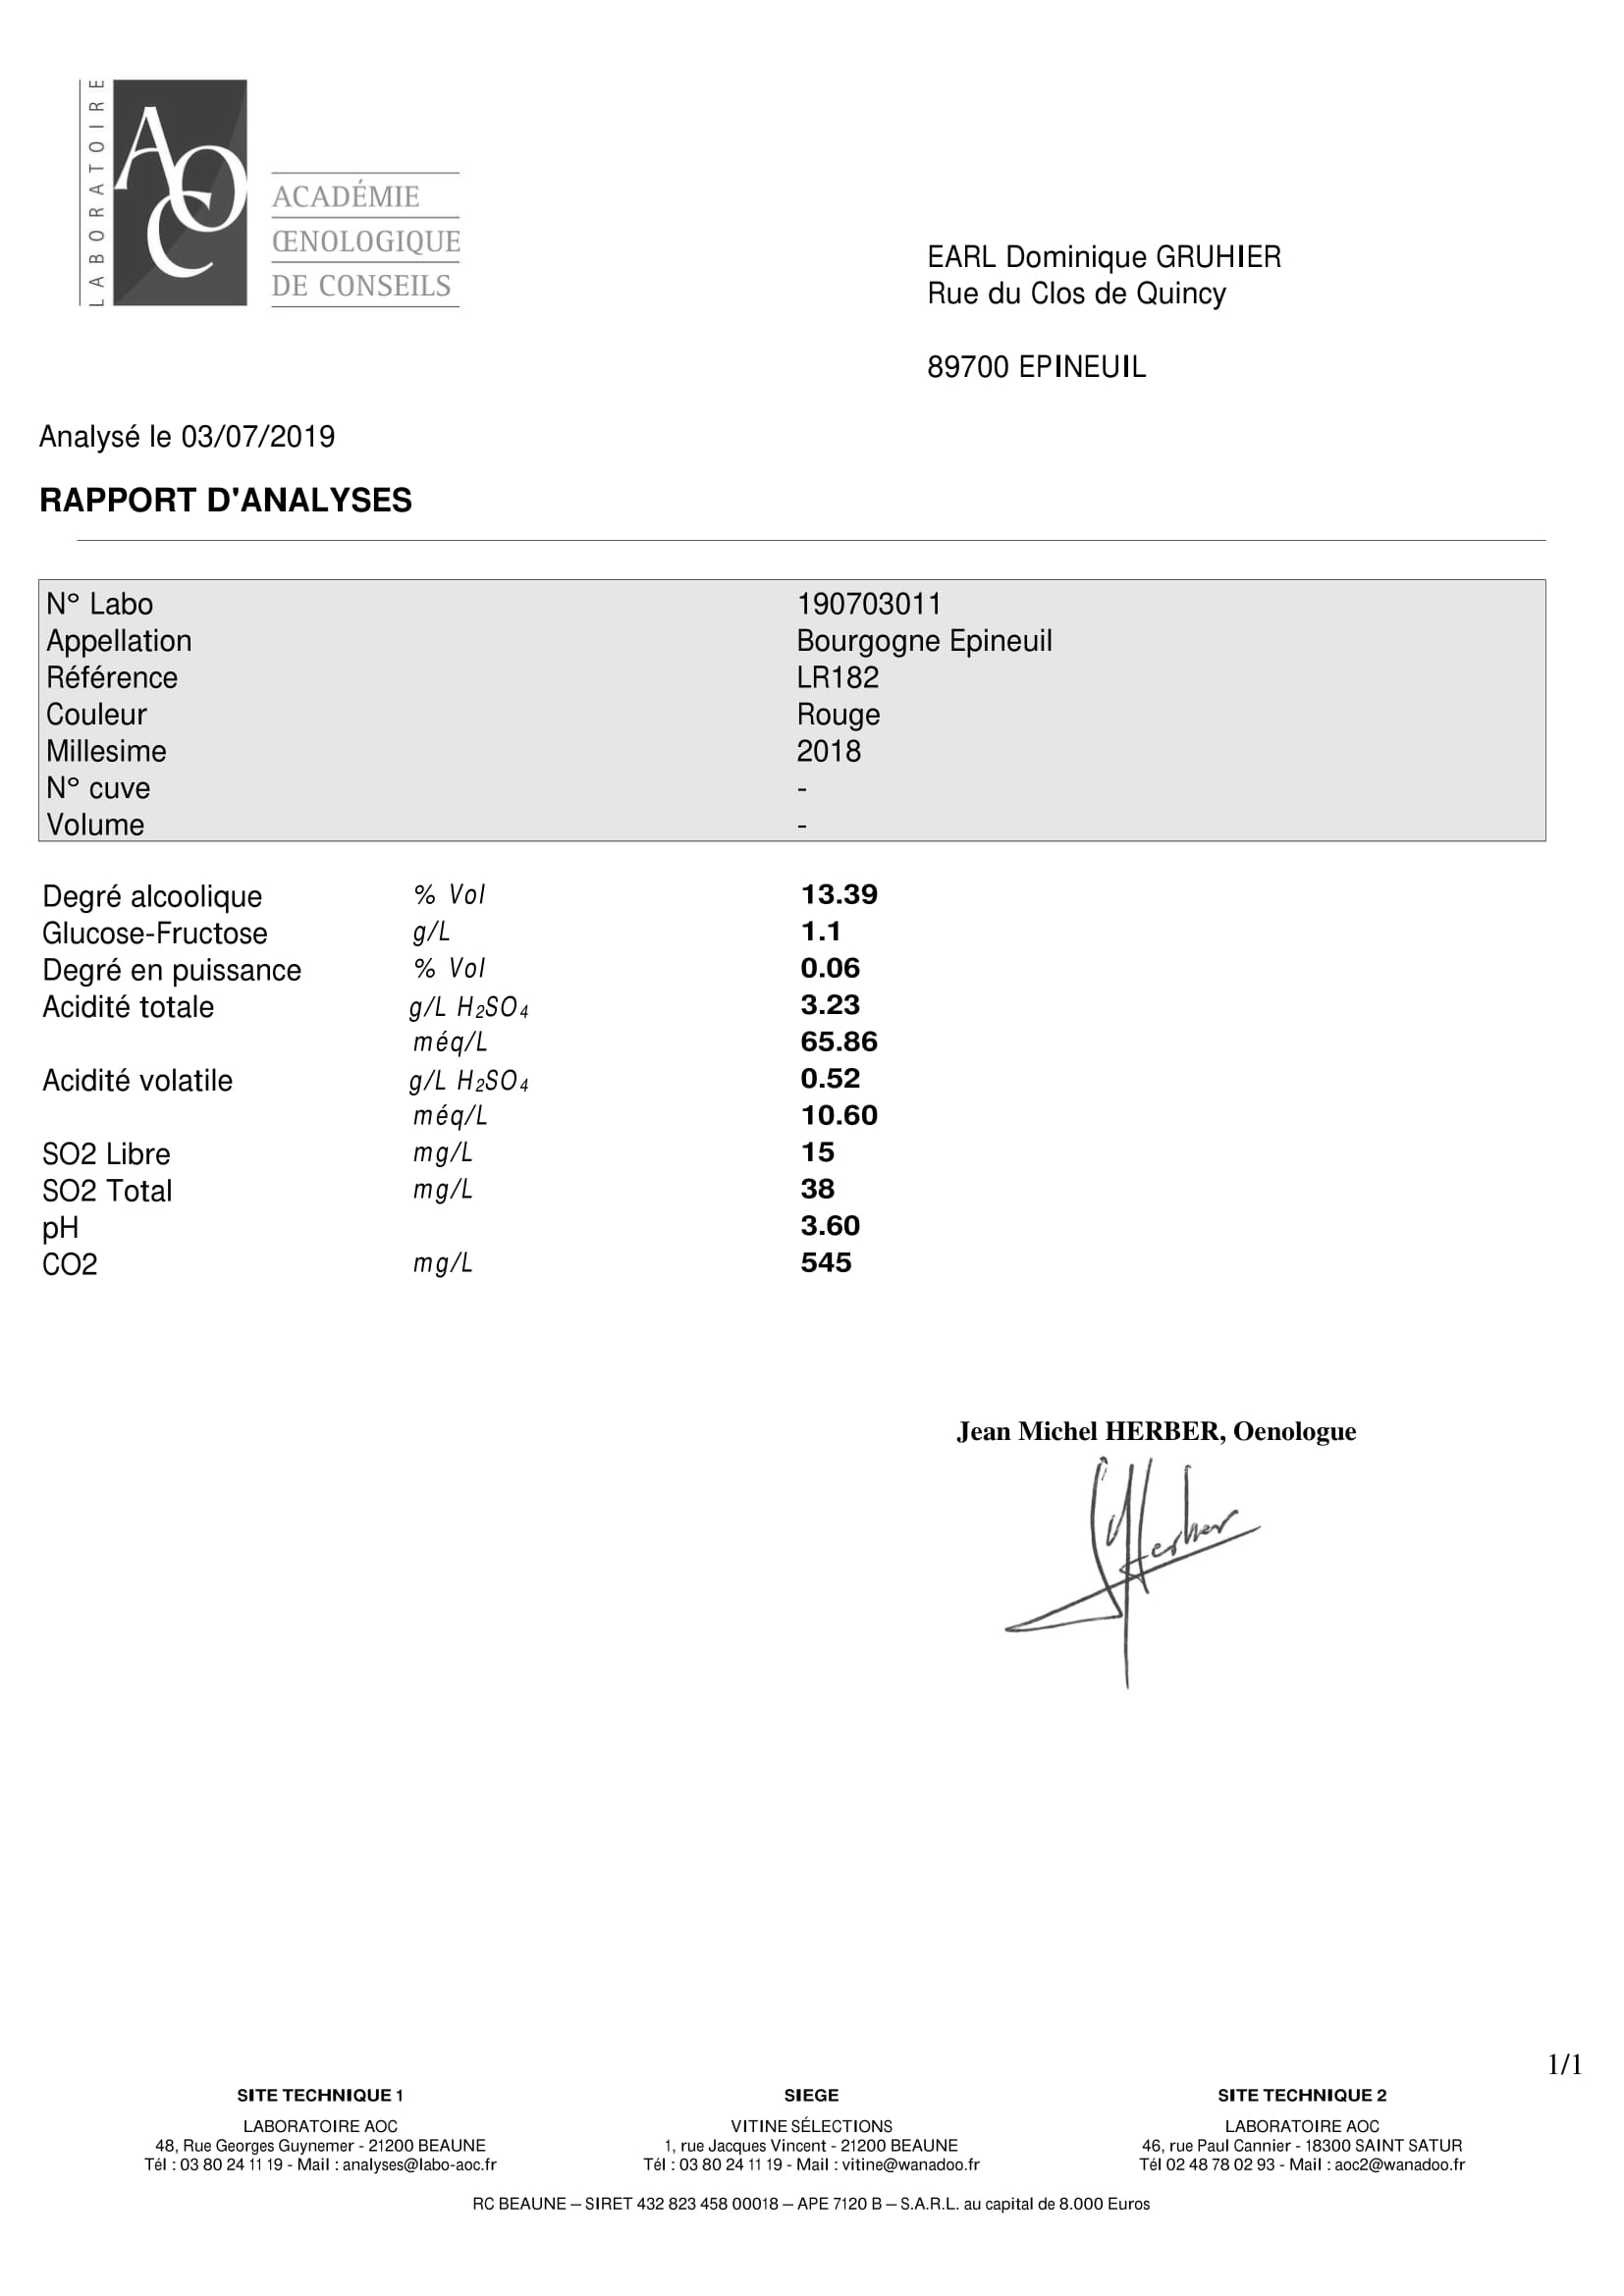 LABORATOIRE
AOC
ACADÉMIE
ŒNOLOGIQUE
DE CONSEILS
EARL Dominique GRUHIER
Rue du Clos de Quincy
89700 EPINEUIL
Analysé le 03/07/2019
RAPPORT D'ANALYSES
N° Labo 190703011
Appellation Bourgogne Epineuil
Référence LR182
Couleur Rouge
Millesime 2018
N° cuve -
Volume -
Degré alcoolique % Vol 13.39
Glucose-Fructose g/L 1.1
Degré en puissance % Vol 0.06
Acidité totale g/L H₂SO₄ 3.23
méq/L 65.86
Acidité volatile g/L H₂SO₄ 0.52
méq/L 10.60
SO2 Libre mg/L 15
SO2 Total mg/L 38
pH 3.60
CO2 mg/L 545
Jean Michel HERBER, Oenologue
Herber
1/1
SITE TECHNIQUE 1
LABORATOIRE AOC
48, Rue Georges Guynemer - 21200 BEAUNE
Tél : 03 80 24 11 19 - Mail : analyses@labo-aoc.fr
SIEGE
VITINE SÉLECTIONS
1, rue Jacques Vincent - 21200 BEAUNE
Tél : 03 80 24 11 19 - Mail : vitine@wanadoo.fr
SITE TECHNIQUE 2
LABORATOIRE AOC
46, rue Paul Cannier - 18300 SAINT SATUR
Tél 02 48 78 02 93 - Mail : aoc2@wanadoo.fr
RC BEAUNE – SIRET 432 823 458 00018 – APE 7120 B – S.A.R.L. au capital de 8.000 Euros